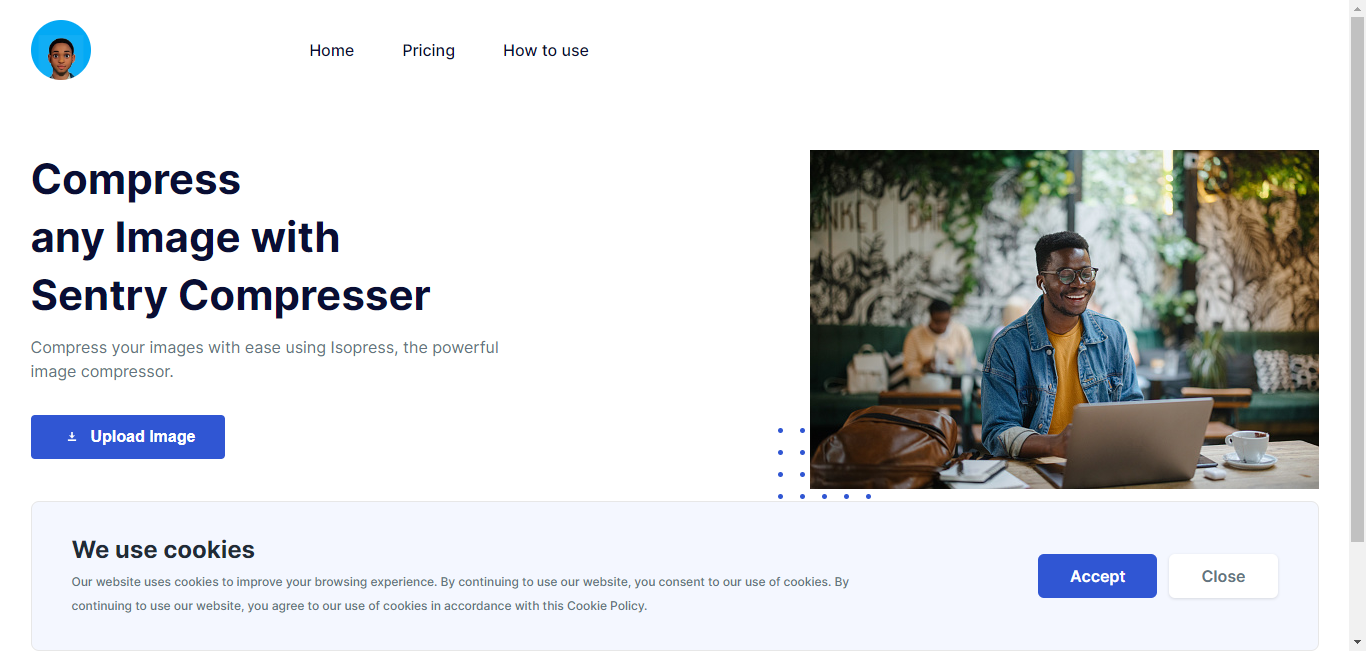 Home
Pricing
How to use
Compress
any Image with
Sentry Compresser
Compress your images with ease using Isopress, the powerful
image compressor.
Upload Image
We use cookies
Our website uses cookies to improve your browsing experience. By continuing to use our website, you consent to our use of cookies. By
continuing to use our website, you agree to our use of cookies in accordance with this Cookie Policy.
Accept
Close